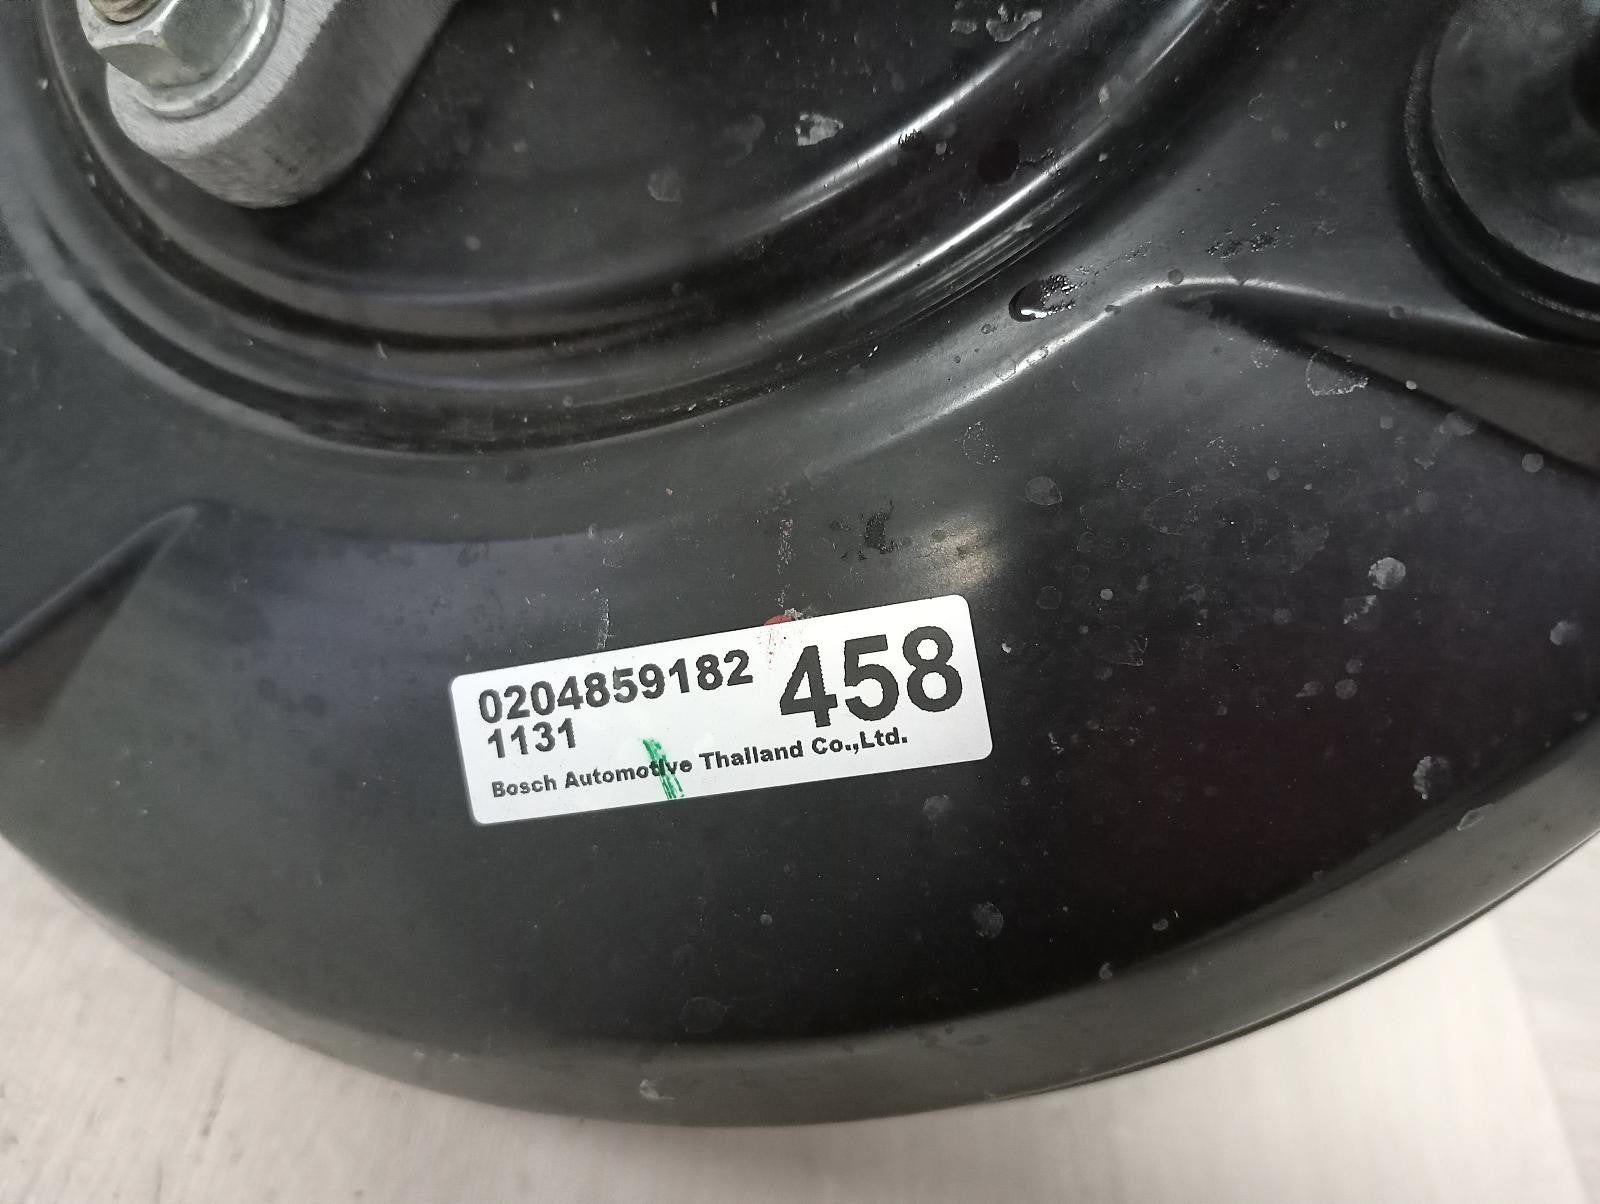 0204859182 458
1131
Bosch Automotive Thailand Co.,Ltd.